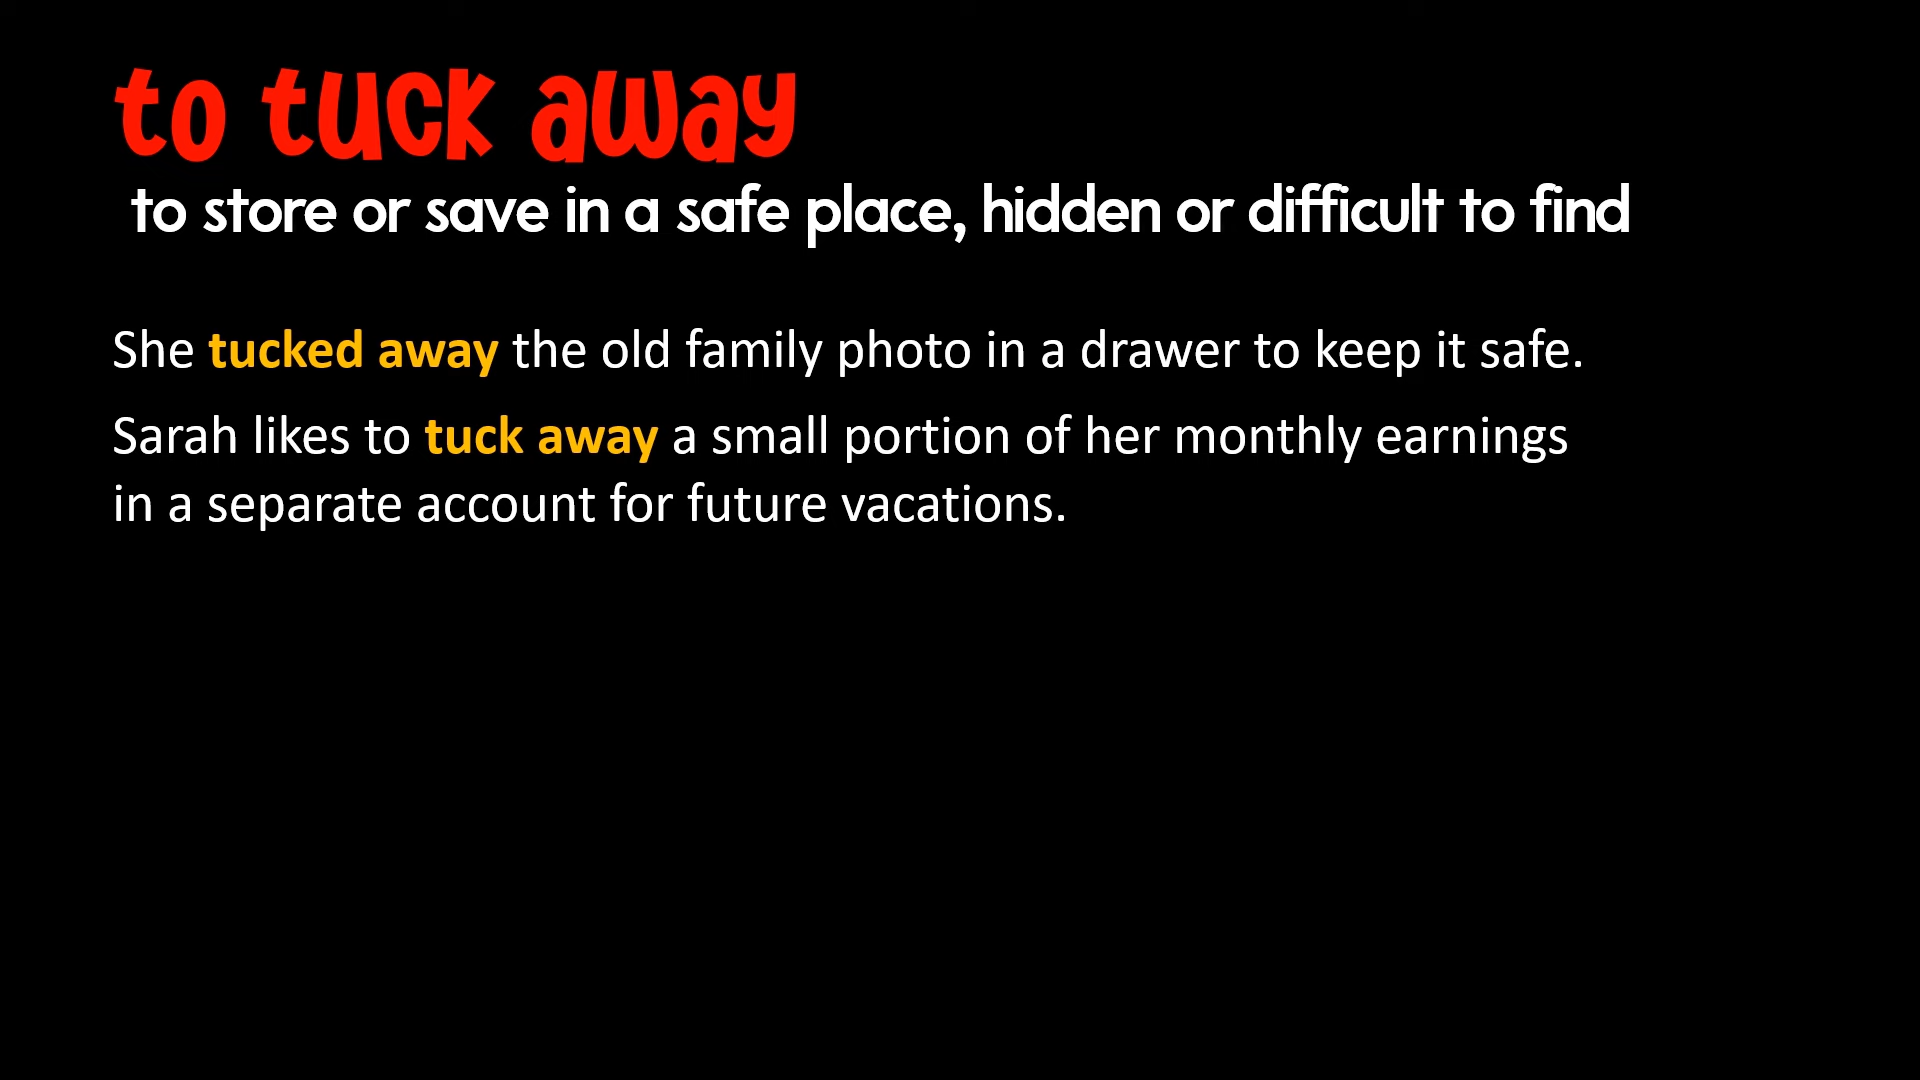 to tuck away
to store or save in a safe place, hidden or difficult to find
She tucked away the old family photo in a drawer to keep it safe.
Sarah likes to tuck away a small portion of her monthly earnings
in a separate account for future vacations.